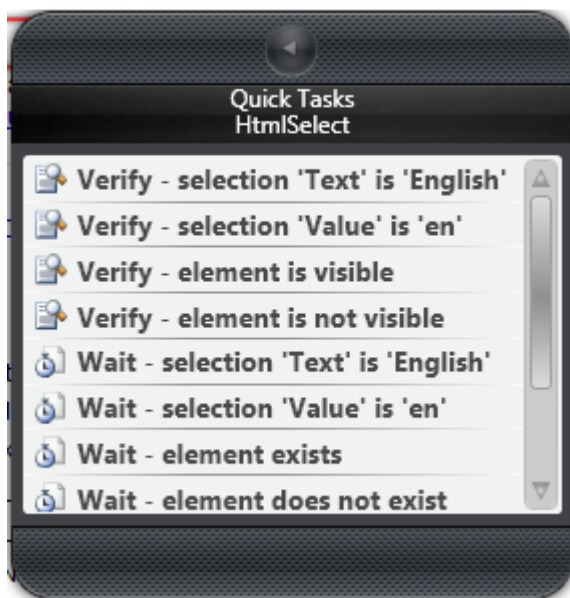 Quick Tasks
HtmlSelect
Verify - selection 'Text' is 'English'
Verify - selection 'Value' is 'en'
Verify - element is visible
Verify - element is not visible
Wait - selection 'Text' is 'English'
Wait - selection 'Value' is 'en'
Wait - element exists
Wait - element does not exist